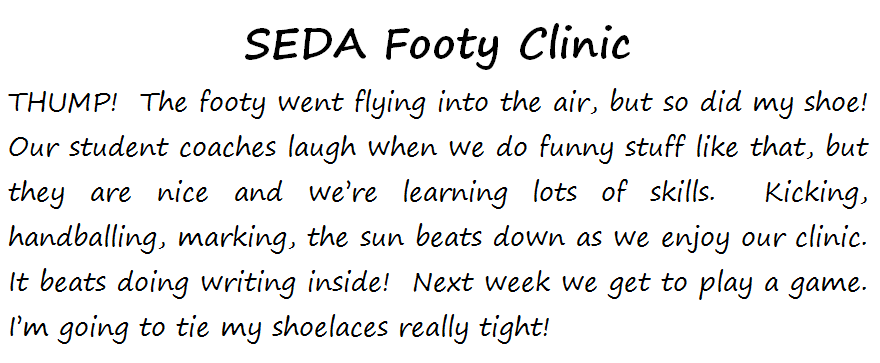 SEDA Footy Clinic
THUMP!  The footy went flying into the air, but so did my shoe!
Our student coaches laugh when we do funny stuff like that, but
they are nice and we’re learning lots of skills.  Kicking,
handballing, marking, the sun beats down as we enjoy our clinic.
It beats doing writing inside!  Next week we get to play a game.
I’m going to tie my shoelaces really tight!